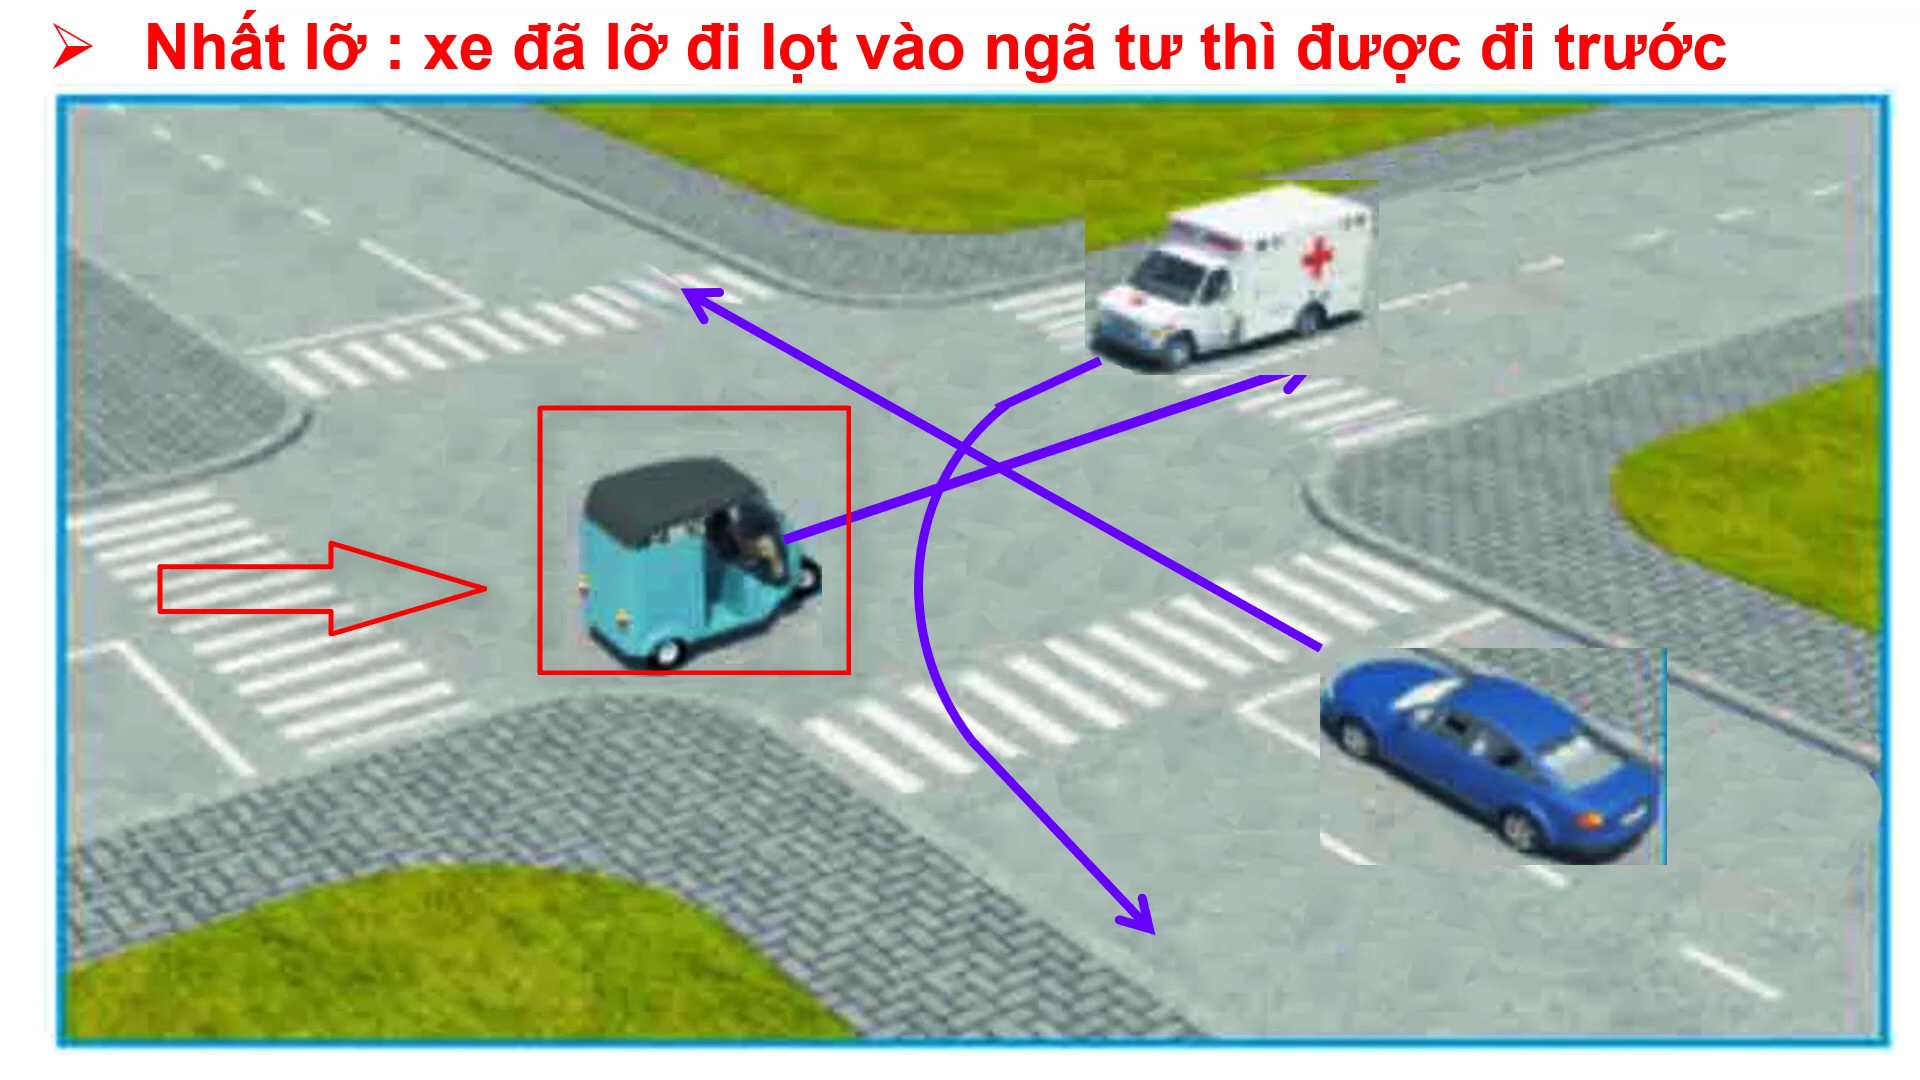 Nhất lỡ : xe đã lỡ đi lọt vào ngã tư thì được đi trước